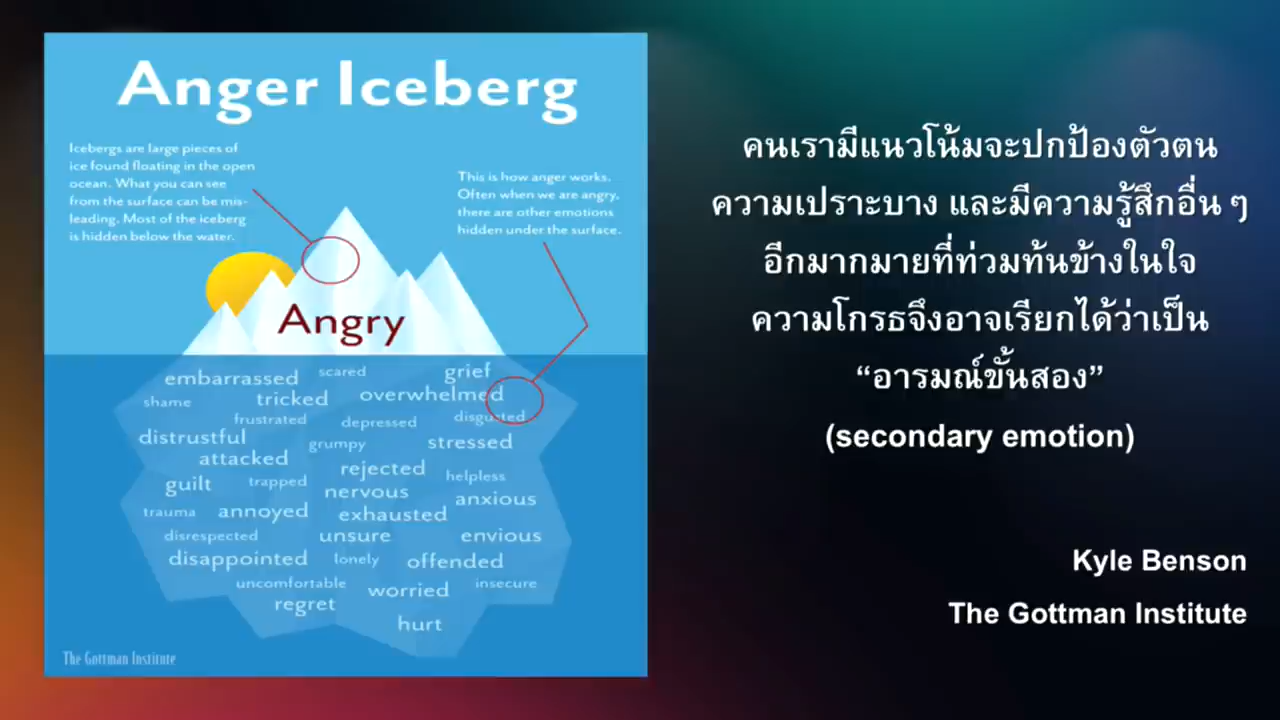 Anger Iceberg
Icebergs are large pieces of
ice found floating in the open
ocean. What you can see
from the surface can be mis-
leading. Most of the iceberg
is hidden below the water.
This is how anger works.
Often when we are angry,
there are other emotions
hidden under the surface.
Angry
embarrassed scared grief
shame tricked overwhelmed
frustrated depressed disgusted
distrustful grumpy stressed
attacked rejected helpless
guilt trapped nervous anxious
trauma annoyed exhausted
disrespected unsure envious
disappointed lonely offended
uncomfortable worried insecure
regret
hurt
The Gottman Institute
คนเรามีแนวโน้มจะปกป้องตัวตน
ความเปราะบาง และมีความรู้สึกอื่น ๆ
อีกมากมายที่ท่วมท้นข้างในใจ
ความโกรธจึงอาจเรียกได้ว่าเป็น
“อารมณ์ขั้นสอง”
(secondary emotion)
Kyle Benson
The Gottman Institute